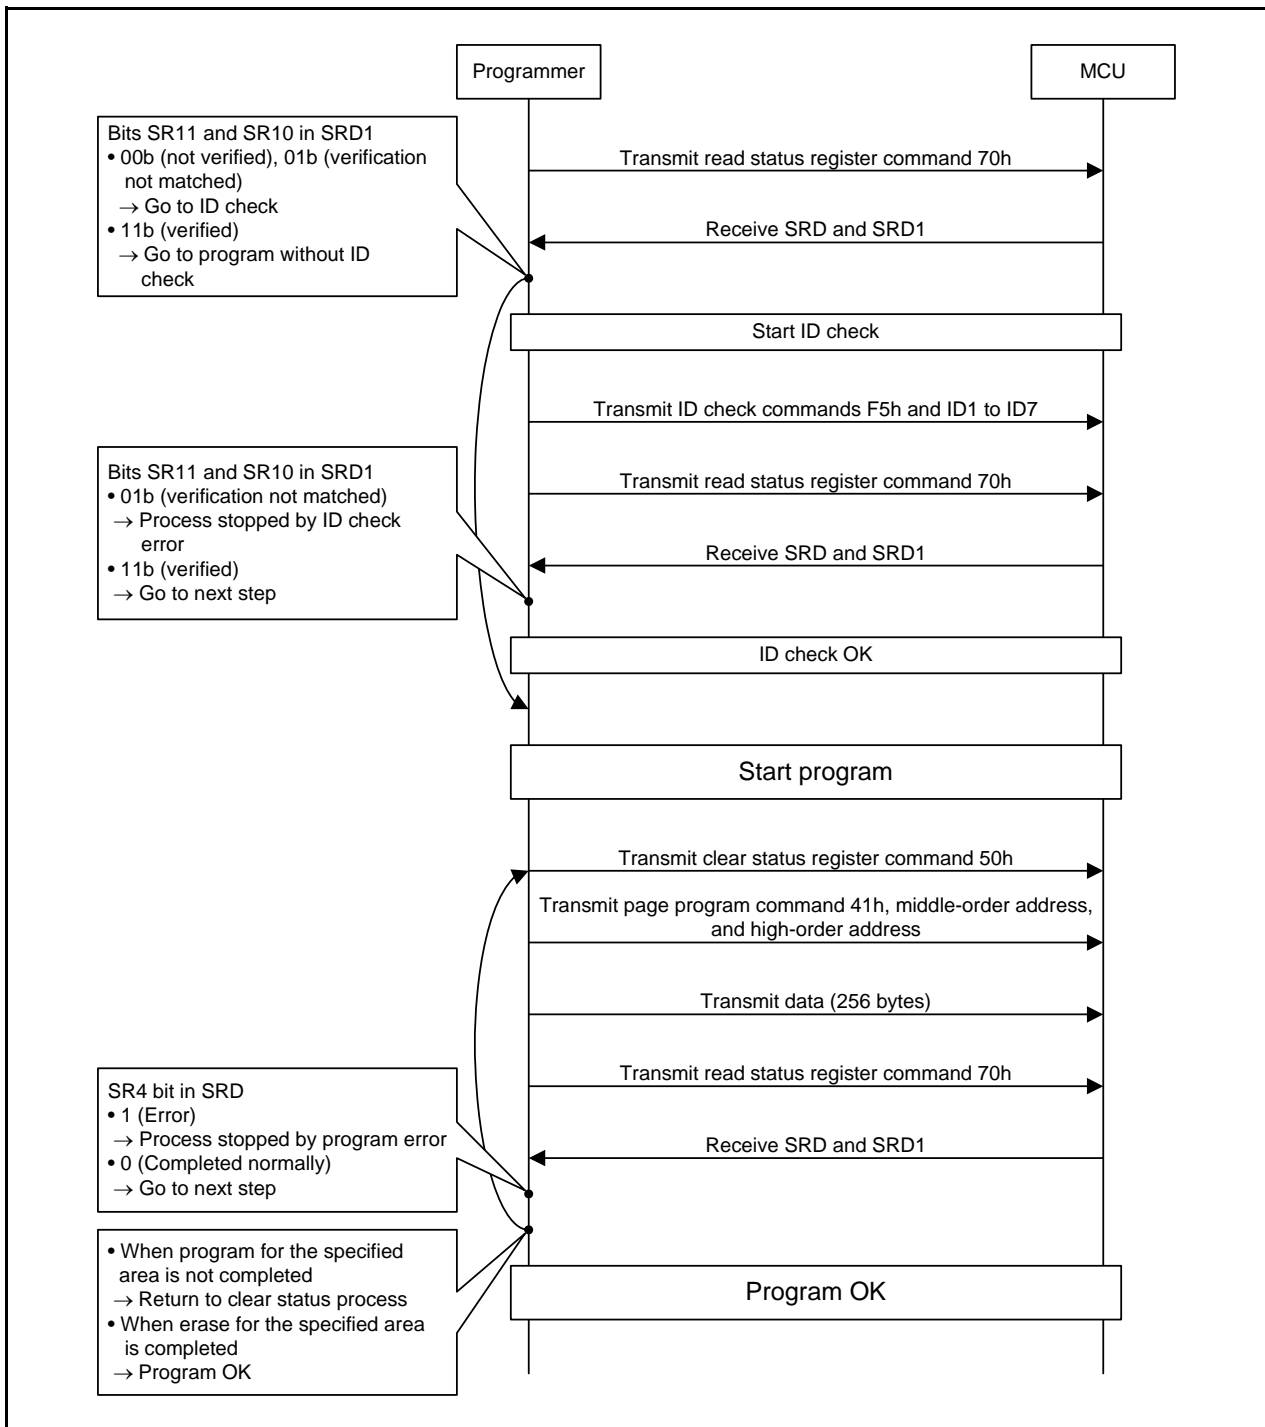 Programmer
MCU
Bits SR11 and SR10 in SRD1
• 00b (not verified), 01b (verification
not matched)
→ Go to ID check
• 11b (verified)
→ Go to program without ID
check
Transmit read status register command 70h
Receive SRD and SRD1
Start ID check
Transmit ID check commands F5h and ID1 to ID7
Bits SR11 and SR10 in SRD1
• 01b (verification not matched)
→ Process stopped by ID check
error
• 11b (verified)
→ Go to next step
Transmit read status register command 70h
Receive SRD and SRD1
ID check OK
Start program
Transmit clear status register command 50h
Transmit page program command 41h, middle-order address,
and high-order address
Transmit data (256 bytes)
Transmit read status register command 70h
SR4 bit in SRD
• 1 (Error)
→ Process stopped by program error
• 0 (Completed normally)
→ Go to next step
Receive SRD and SRD1
• When program for the specified
area is not completed
→ Return to clear status process
• When erase for the specified area
is completed
→ Program OK
Program OK